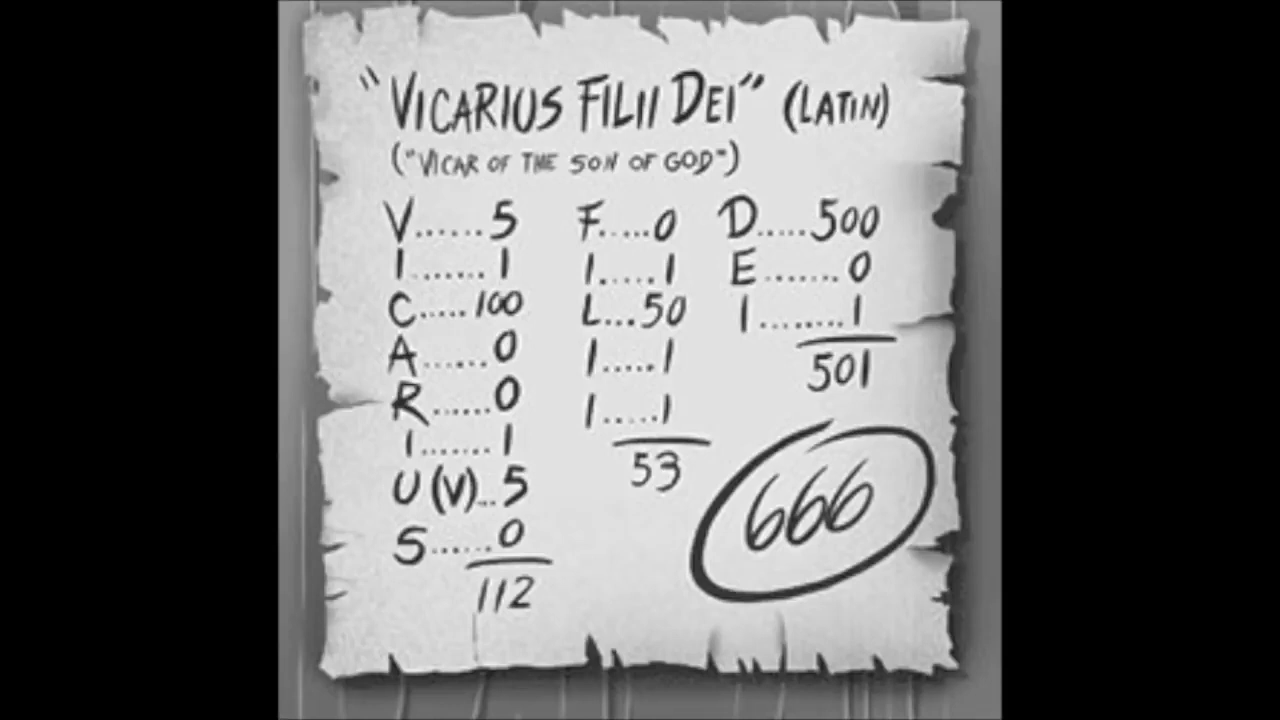 "VICARIUS FILII DEI" (LATIN)
("VICAR OF THE SON OF GOD")
V......5
I.......1
C.....100
A......0
R......0
I.......1
U (V)...5
S......0
112
F.....0
I.....1
L...50
I.....1
I.....1
53
D.....500
E.......0
I........1
501
666